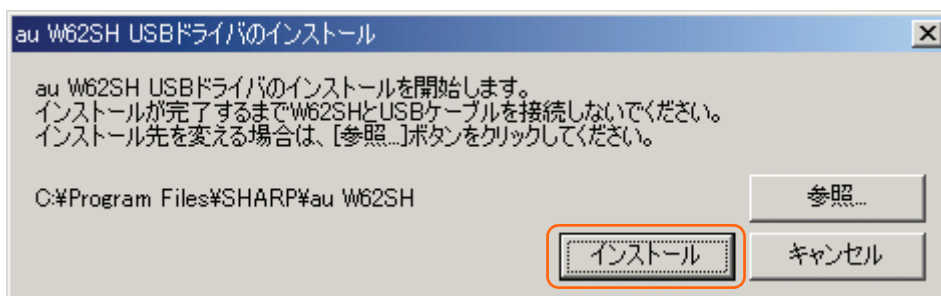 au W62SH USBドライバのインストール
au W62SH USBドライバのインストールを開始します。
インストールが完了するまでW62SHとUSBケーブルを接続しないでください。
インストール先を変える場合は、[参照...]ボタンをクリックしてください。
C:¥Program Files¥SHARP¥au W62SH
参照...
インストール
キャンセル